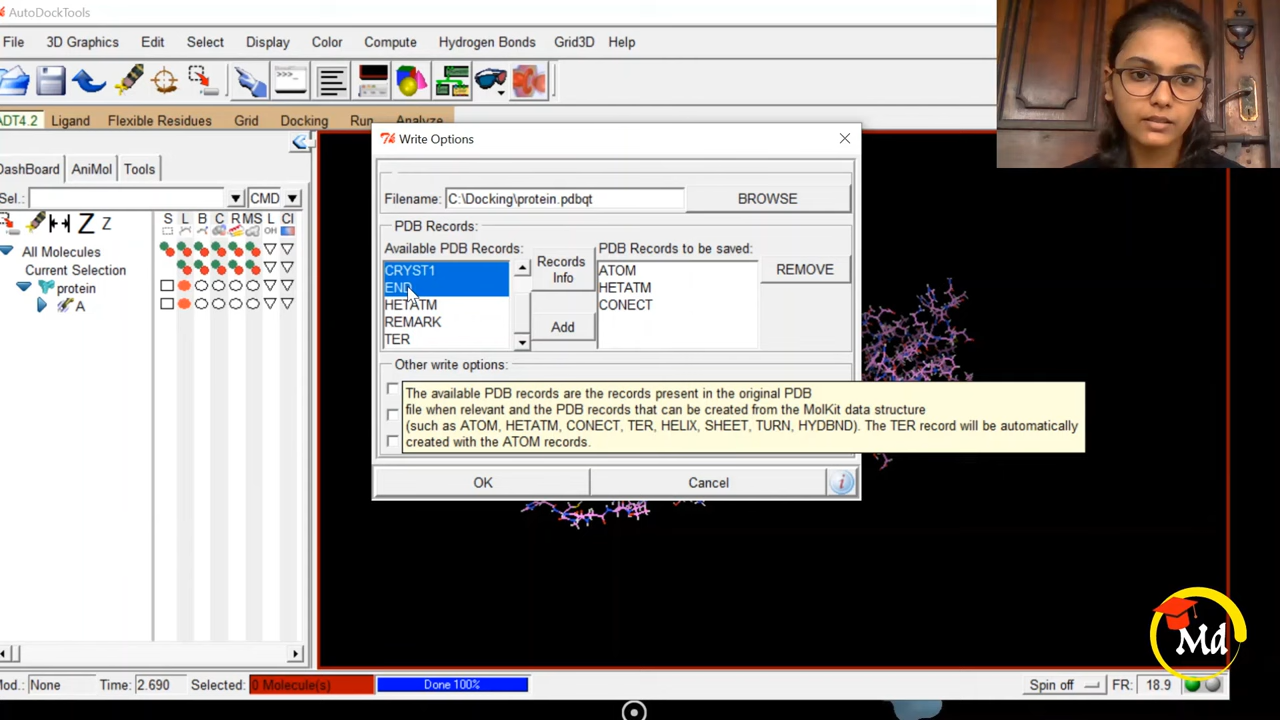 AutoDockTools
File 3D Graphics Edit Select Display Color Compute Hydrogen Bonds Grid3D Help
ADT4.2 Ligand Flexible Residues Grid Docking Run Analyze
DashBoard AniMol Tools
Sel.: CMD
Z Z S L B C R MS L Cl
OH
All Molecules
Current Selection
protein
A
Write Options
Filename: C:\Docking\protein.pdbqt BROWSE
PDB Records:
Available PDB Records: Records Info PDB Records to be saved:
CRYST1 ATOM REMOVE
END HETATM
HETATM CONECT
REMARK Add
TER
Other write options:
The available PDB records are the records present in the original PDB
file when relevant and the PDB records that can be created from the MolKit data structure
(such as ATOM, HETATM, CONECT, TER, HELIX, SHEET, TURN, HYDBND). The TER record will be automatically
created with the ATOM records.
OK Cancel i
Md
Mod.: None Time: 2.690 Selected: 0 Molecule(s) Done 100% Spin off FR: 18.9